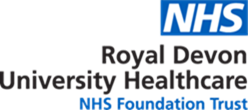 NHS
Royal Devon
University Healthcare
NHS Foundation Trust